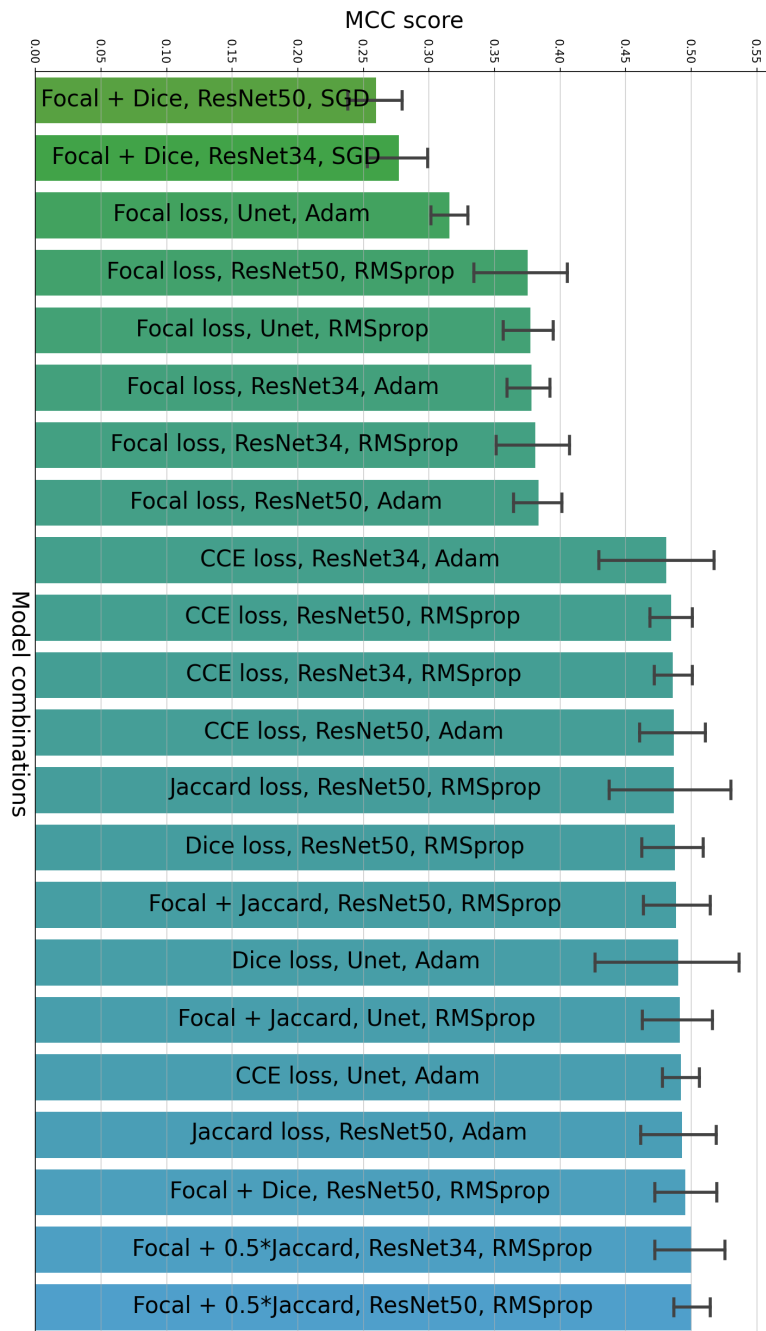 MCC score
0.00 0.05 0.10 0.15 0.20 0.25 0.30 0.35 0.40 0.45 0.50 0.55
Model combinations
Focal + Dice, ResNet50, SGD
Focal + Dice, ResNet34, SGD
Focal loss, Unet, Adam
Focal loss, ResNet50, RMSprop
Focal loss, Unet, RMSprop
Focal loss, ResNet34, Adam
Focal loss, ResNet34, RMSprop
Focal loss, ResNet50, Adam
CCE loss, ResNet34, Adam
CCE loss, ResNet50, RMSprop
CCE loss, ResNet34, RMSprop
CCE loss, ResNet50, Adam
Jaccard loss, ResNet50, RMSprop
Dice loss, ResNet50, RMSprop
Focal + Jaccard, ResNet50, RMSprop
Dice loss, Unet, Adam
Focal + Jaccard, Unet, RMSprop
CCE loss, Unet, Adam
Jaccard loss, ResNet50, Adam
Focal + Dice, ResNet50, RMSprop
Focal + 0.5*Jaccard, ResNet34, RMSprop
Focal + 0.5*Jaccard, ResNet50, RMSprop